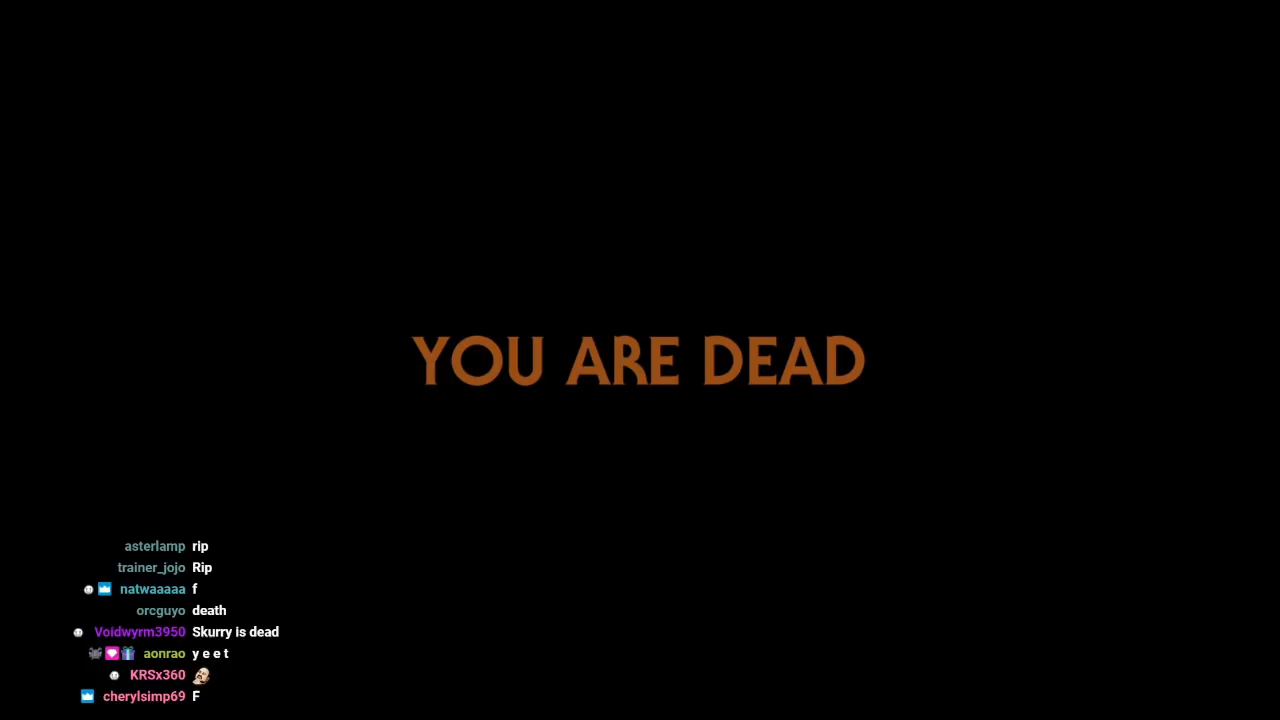 YOU ARE DEAD
asterlamp rip
trainer_jojo Rip
natwaaaaa f
orcguyo death
Voidwyrm3950 Skurry is dead
aonrao y e e t
KRSx360
cherylsimp69 F